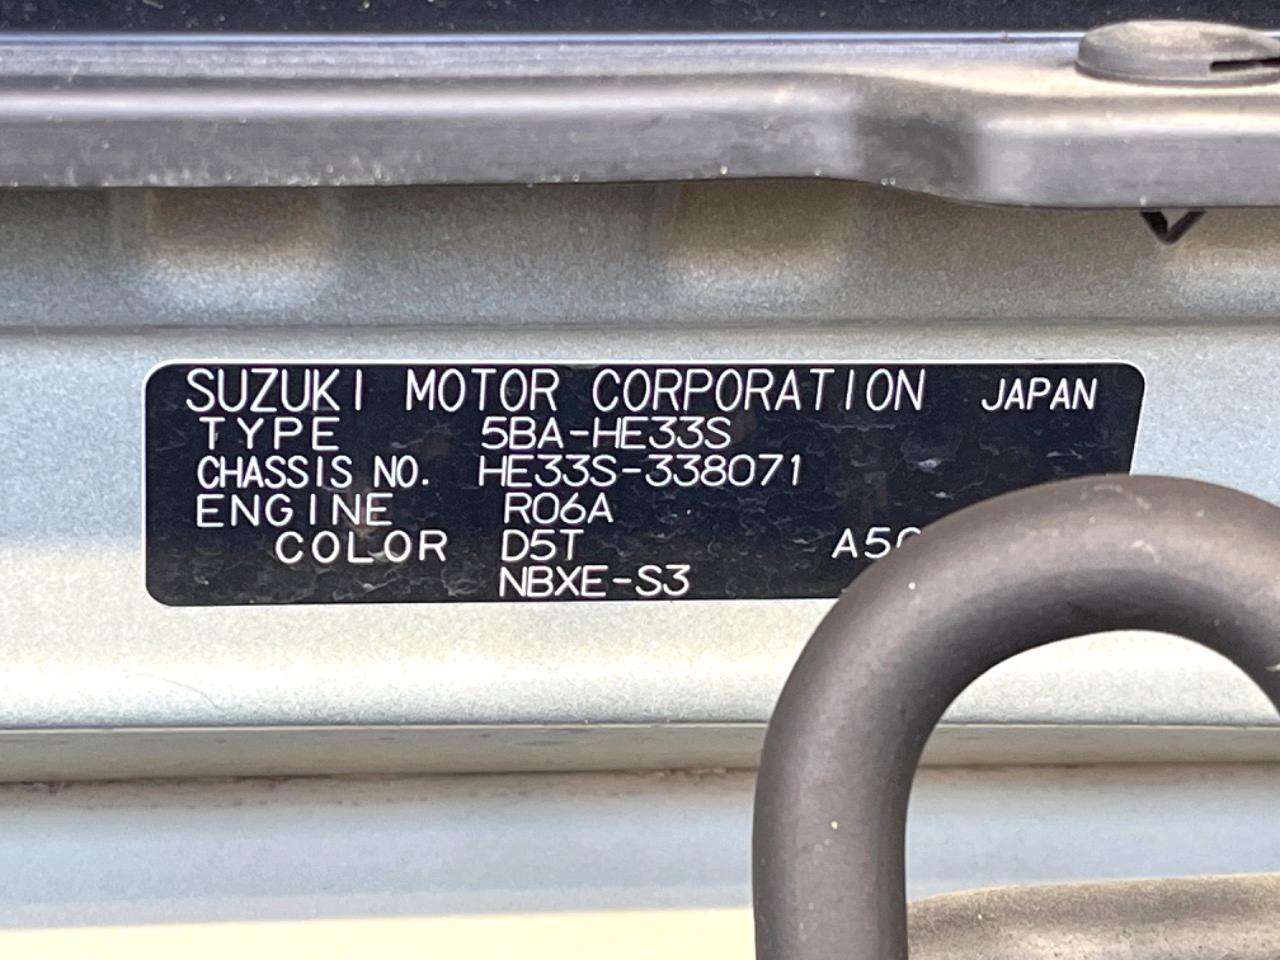 SUZUKI MOTOR CORPORATION JAPAN
TYPE 5BA-HE33S
CHASSIS NO. HE33S-338071
ENGINE R06A
COLOR D5T
NBXE-S3